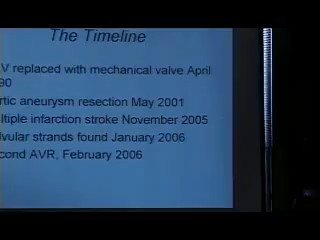 The Timeline
V replaced with mechanical valve April
90
rtic aneurysm resection May 2001
ltiple infarction stroke November 2005
lvular strands found January 2006
cond AVR, February 2006